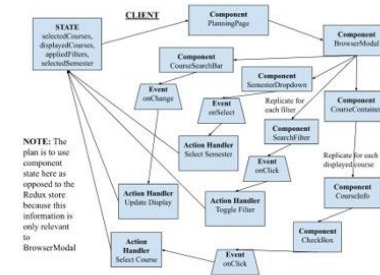 CLIENT
STATE
selectedCourses,
displayedCourses,
appliedFilters,
selectedSemester
Component
PlanningPage
Component
BrowserModal
Component
CourseSearchBar
Component
SemesterDropdown
Event
onChange
Event
onSelect
Replicate for
each filter
Component
CourseContainer
Component
SearchFilter
NOTE: The
plan is to use
component
state here as
opposed to the
Redux store
because this
information is
only relevant
to
BrowserModal
Action Handler
Select Semester
Event
onClick
Replicate for each
displayed course
Action Handler
Update Display
Action Handler
Toggle Filter
Component
CourseInfo
Component
CheckBox
Action
Handler
Select Course
Event
onClick